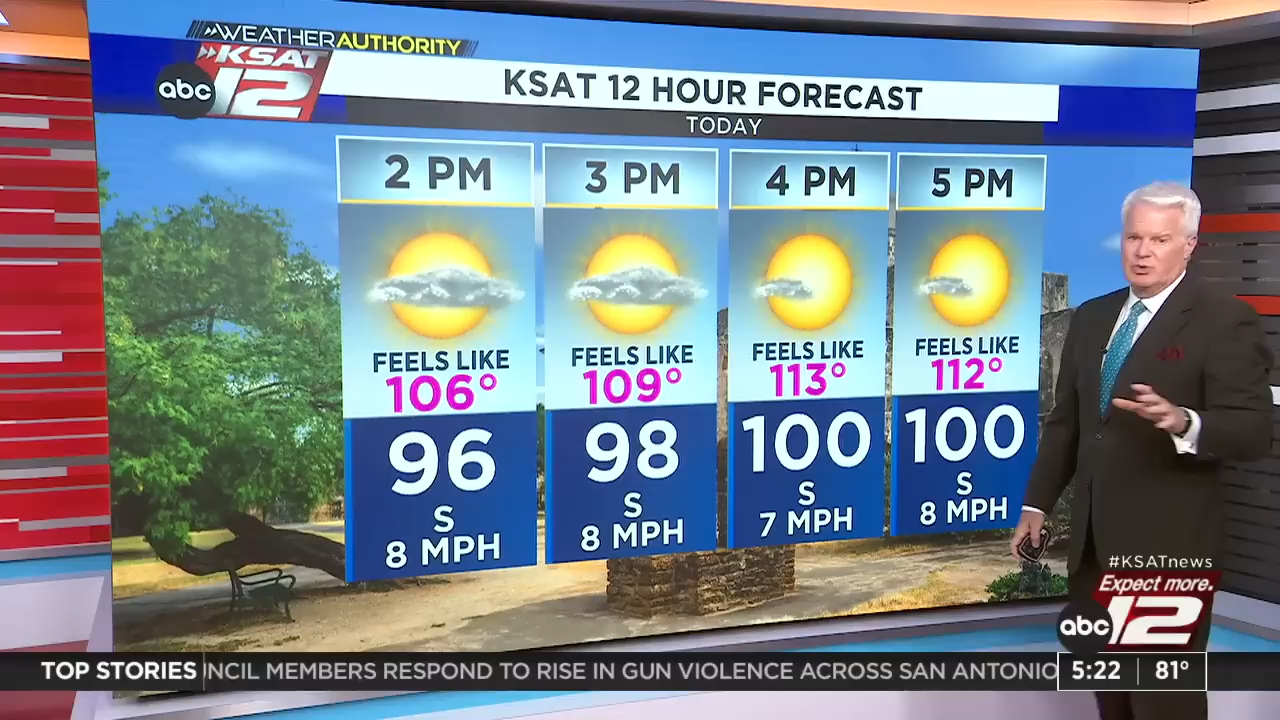 WEATHERAUTHORITY
KSAT
abc 12
KSAT 12 HOUR FORECAST
TODAY
2 PM
FEELS LIKE
106°
96
S
8 MPH
3 PM
FEELS LIKE
109°
98
S
8 MPH
4 PM
FEELS LIKE
113°
100
S
7 MPH
5 PM
FEELS LIKE
112°
100
S
8 MPH
#KSATnews
Expect more.
abc 12
TOP STORIES MEMBERS RESPOND TO RISE IN GUN VIOLENCE ACROSS SAN ANTONIO 5:22 81°